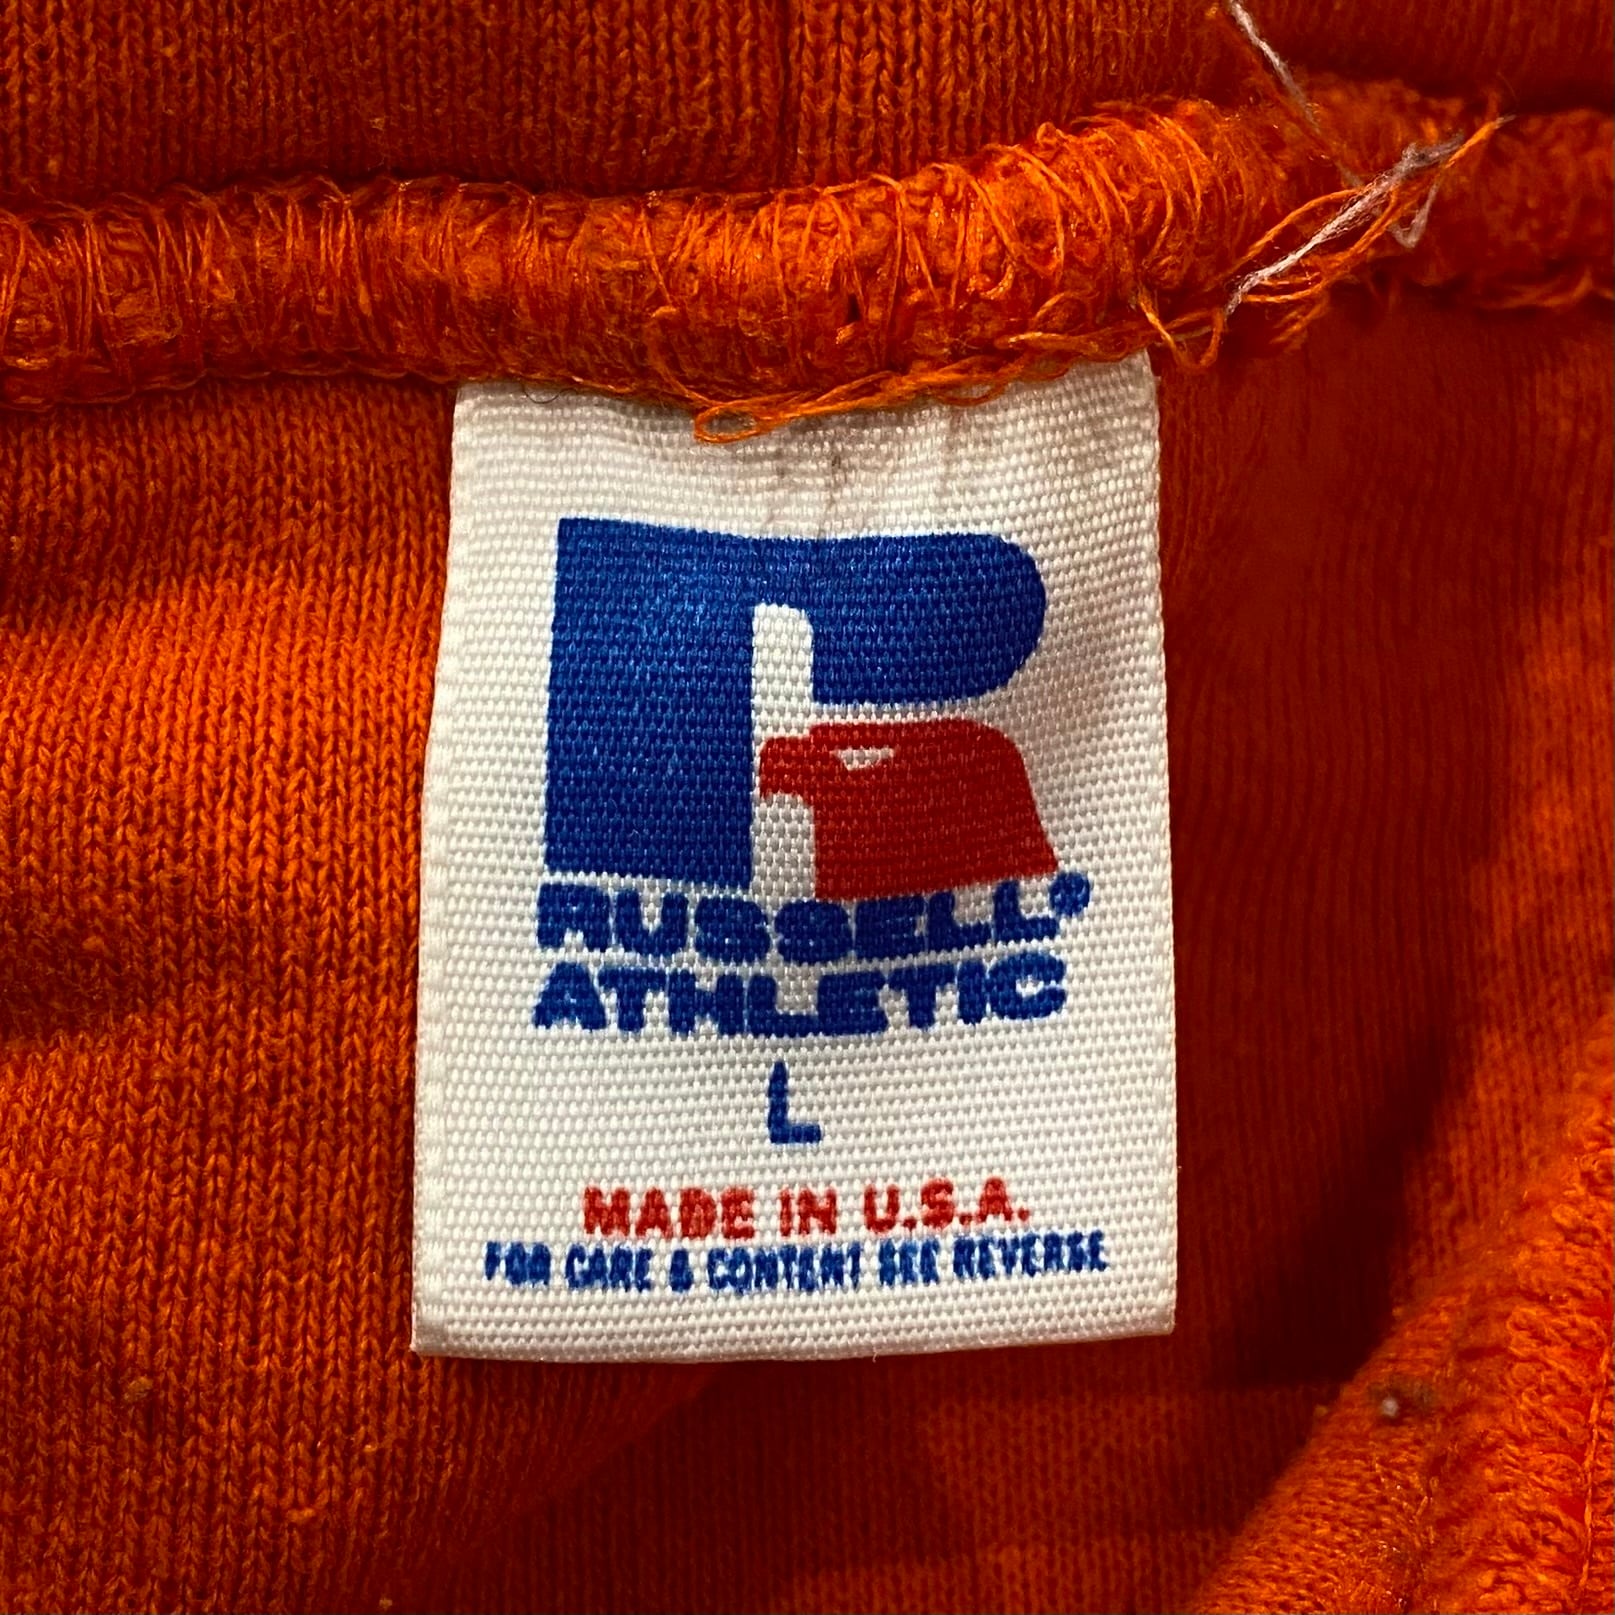 RUSSELL®
ATHLETIC
L
MADE IN U.S.A.
FOR CARE & CONTENT SEE REVERSE